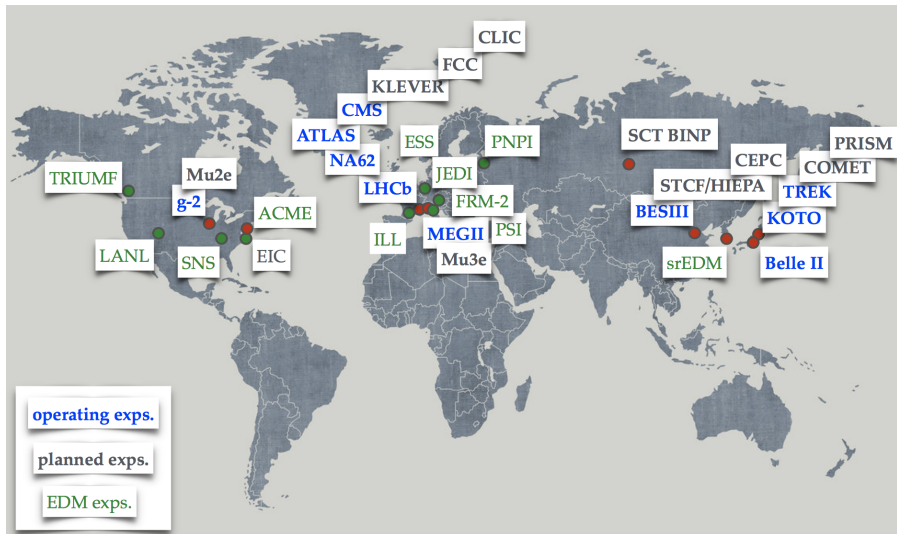 CLIC
FCC
KLEVER
CMS
ATLAS
NA62
LHCb
ESS
PNPI
JEDI
FRM-2
ILL
MEGII
PSI
Mu3e
TRIUMF
Mu2e
g-2
ACME
LANL
SNS
EIC
SCT BINP
PRISM
CEPC
COMET
STCF/HIEPA
TREK
BESIII
KOTO
srEDM
Belle II
operating exps.
planned exps.
EDM exps.